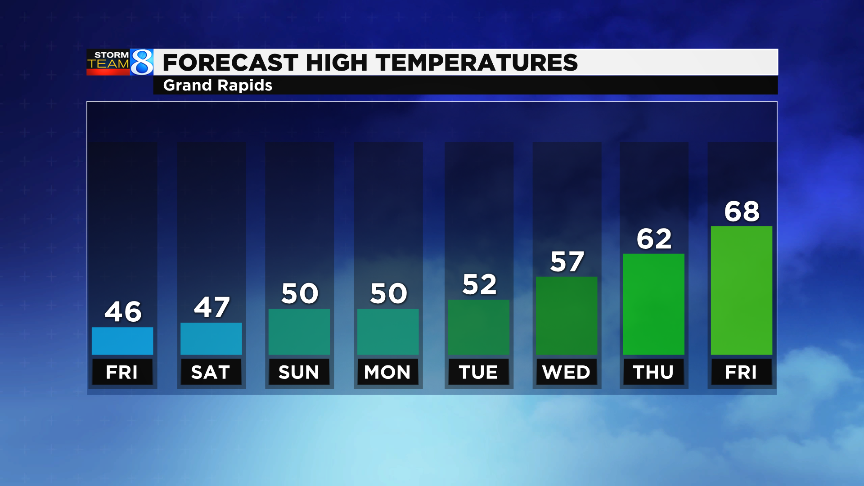 STORM
TEAM 8
FORECAST HIGH TEMPERATURES
Grand Rapids
46 47 50 50 52 57 62 68
FRI SAT SUN MON TUE WED THU FRI